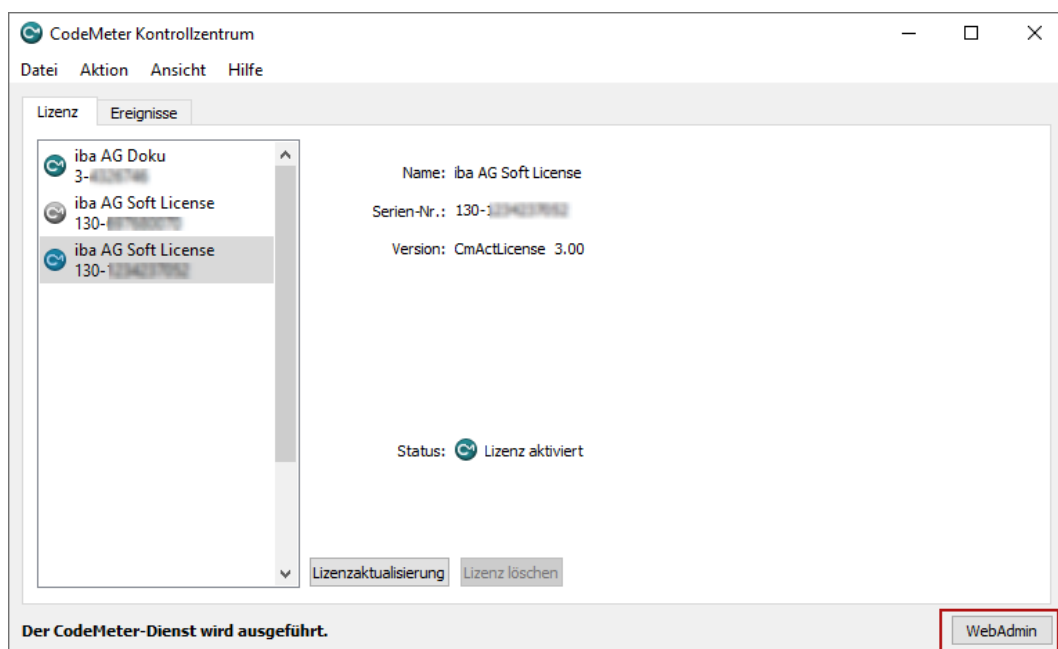 CodeMeter Kontrollzentrum
Datei Aktion Ansicht Hilfe
Lizenz Ereignisse
iba AG Doku
3-
iba AG Soft License
130-
iba AG Soft License
130-
Name: iba AG Soft License
Serien-Nr.: 130-1
Version: CmActLicense 3.00
Status: Lizenz aktiviert
Lizenzaktualisierung Lizenz löschen
Der CodeMeter-Dienst wird ausgeführt.
WebAdmin